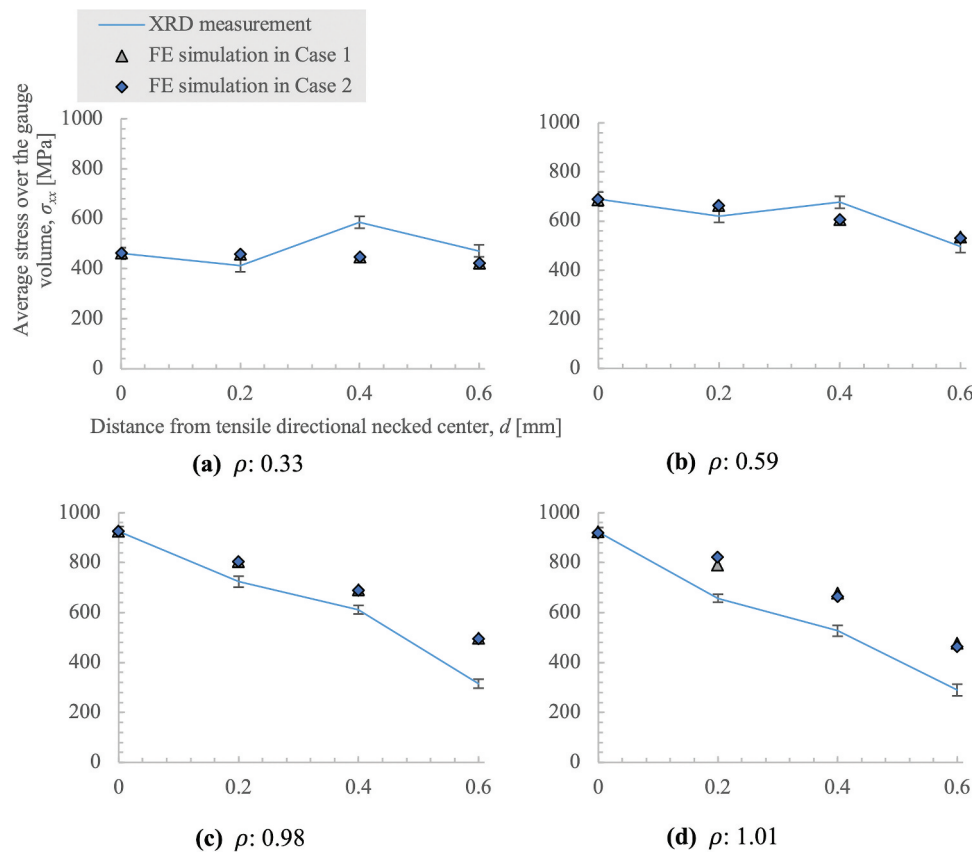 XRD measurement
FE simulation in Case 1
FE simulation in Case 2
Average stress over the gauge
volume, σxx [MPa]
1000
800
600
400
200
0
0 0.2 0.4 0.6
Distance from tensile directional necked center, d [mm]
(a) ρ: 0.33
1000
800
600
400
200
0
0 0.2 0.4 0.6
(b) ρ: 0.59
1000
800
600
400
200
0
0 0.2 0.4 0.6
(c) ρ: 0.98
1000
800
600
400
200
0
0 0.2 0.4 0.6
(d) ρ: 1.01